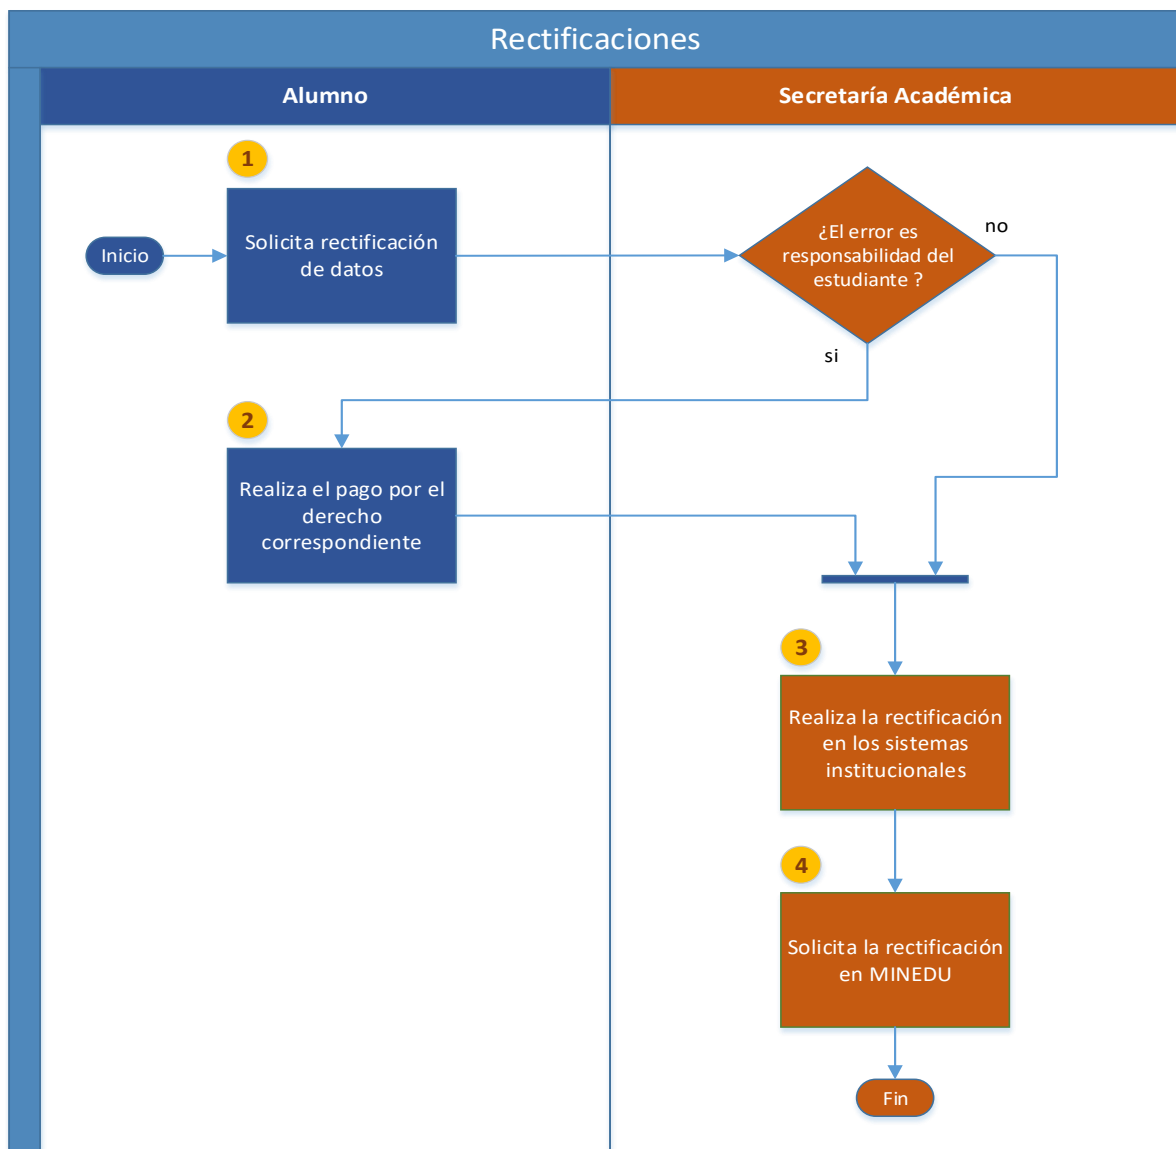 Rectificaciones
Alumno
Secretaría Académica
1
Inicio
Solicita rectificación
de datos
¿El error es
responsabilidad del
estudiante ?
no
si
2
Realiza el pago por el
derecho
correspondiente
3
Realiza la rectificación
en los sistemas
institucionales
4
Solicita la rectificación
en MINEDU
Fin